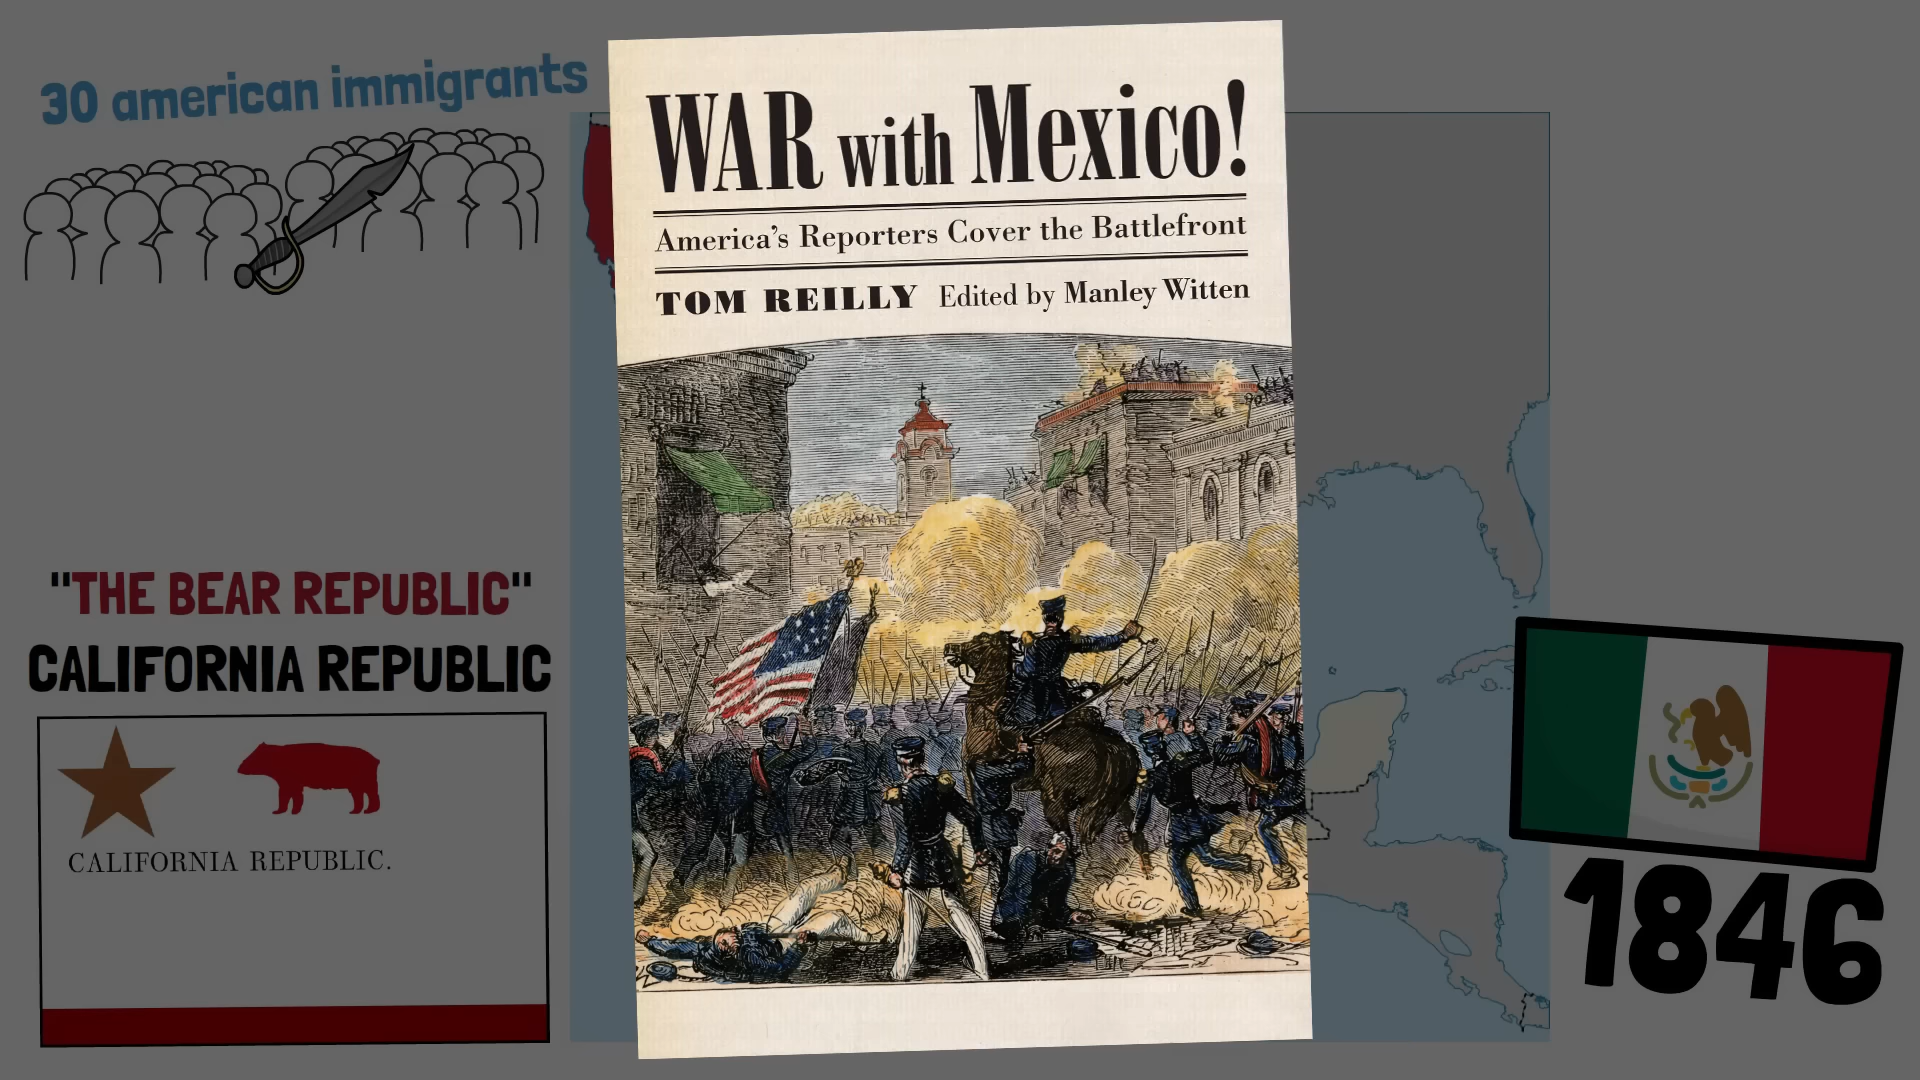 30 american immigrants
"THE BEAR REPUBLIC"
CALIFORNIA REPUBLIC
CALIFORNIA REPUBLIC.
WAR with Mexico!
America's Reporters Cover the Battlefront
TOM REILLY Edited by Manley Witten
1846